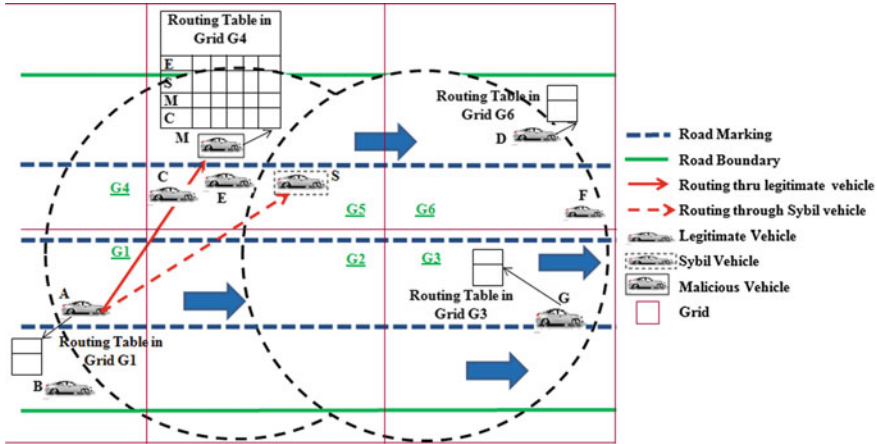 Routing Table in
Grid G4
E
S
M
C
Routing Table in
Grid G6
M
D
C
E
S
F
G4
G5
G6
G1
G2
G3
A
Routing Table in
Grid G3
G
Routing Table in
Grid G1
B
Road Marking
Road Boundary
Routing thru legitimate vehicle
Routing through Sybil vehicle
Legitimate Vehicle
Sybil Vehicle
Malicious Vehicle
Grid